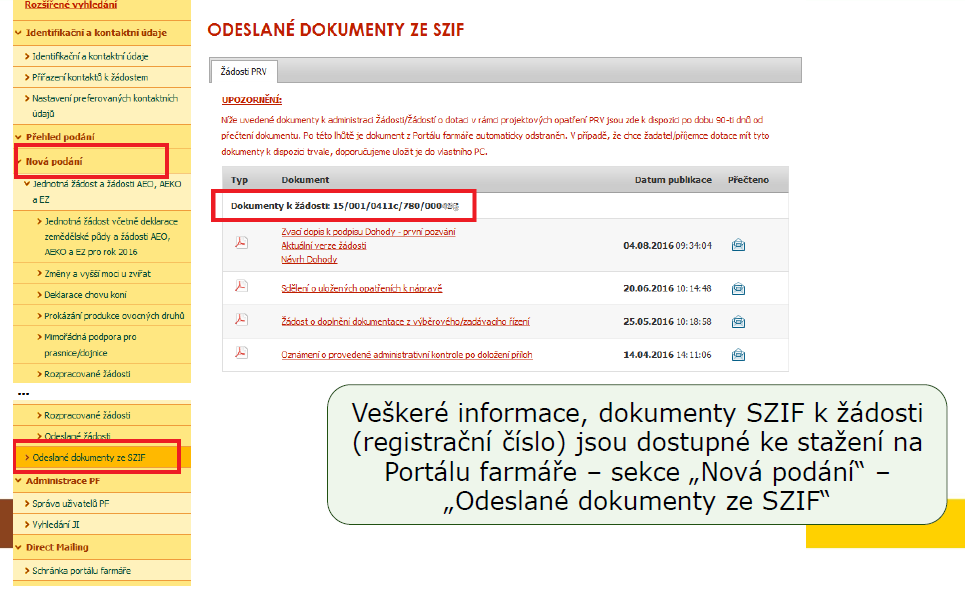 Rozšířené vyhledání
Identifikační a kontaktní údaje
Identifikační a kontaktní údaje
Přiřazení kontaktů k žádostem
Nastavení preferovaných kontaktních
údajů
Přehled podání
Nová podání
Jednotná žádost a žádosti AEO, AEKO
a EZ
Jednotná žádost včetně deklarace
zemědělské půdy a žádosti AEO,
AEKO a EZ pro rok 2016
Změny a vyšší moci u zvířat
Deklarace chovu koní
Prokázání produkce ovocných druhů
Mimořádná podpora pro
prasnice/dojnice
Rozpracované žádosti
...
Rozpracované žádosti
Odeslané žádosti
Odeslané dokumenty ze SZIF
Administrace PF
Správa uživatelů PF
Vyhledání JI
Direct Mailing
Schránka portálu farmáře
ODESLANÉ DOKUMENTY ZE SZIF
Žádosti PRV
UPOZORNĚNÍ:
Níže uvedené dokumenty k administraci Žádosti/Žádostí o dotaci v rámci projektových opatření PRV jsou zde k dispozici po dobu 90-ti dnů od
přečtení dokumentu. Po této lhůtě je dokument z Portálu farmáře automaticky odstraněn. V případě, že chce žadatel/příjemce dotace mít tyto
dokumenty k dispozici trvale, doporučujeme uložit je do vlastního PC.
Typ Dokument Datum publikace Přečteno
Dokumenty k žádosti: 15/001/0411c/780/
Zvací dopis k podpisu Dohody - první pozvání
Aktuální verze žádosti
Návrh Dohody
04.08.2016 09:34:04
Sdělení o uložených opatřeních k nápravě 20.06.2016 10:14:48
Žádost o doplnění dokumentace z výběrového/zadávacího řízení 25.05.2016 10:18:58
Oznámení o provedené administrativní kontrole po doložení příloh 14.04.2016 14:11:06
Veškeré informace, dokumenty SZIF k žádosti
(registrační číslo) jsou dostupné ke stažení na
Portálu farmáře – sekce „Nová podání“ –
„Odeslané dokumenty ze SZIF“